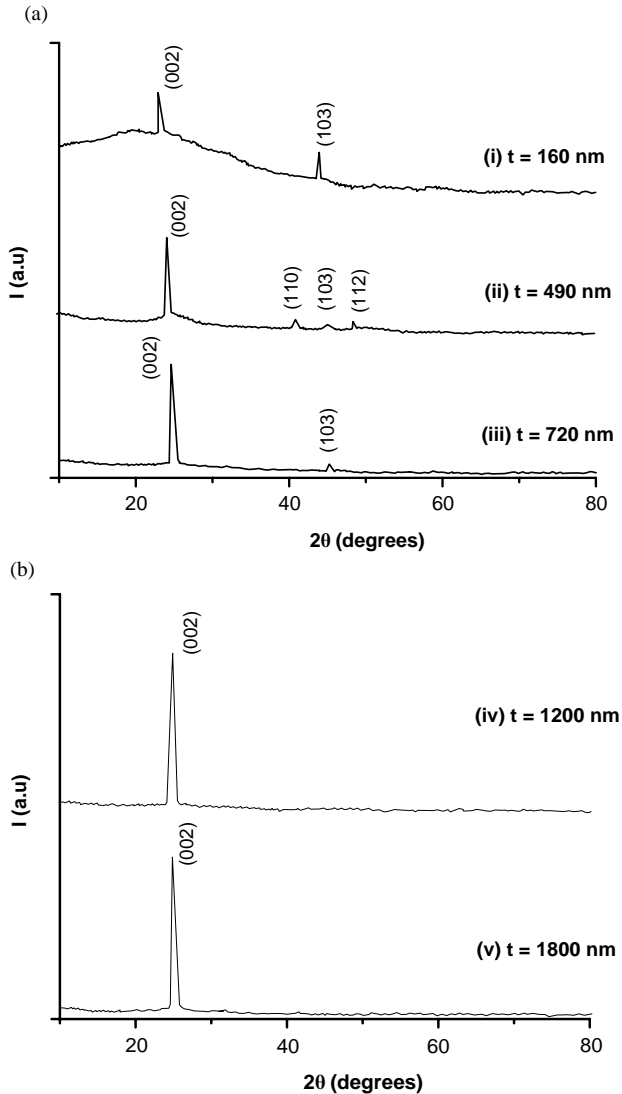 (a)
(002)
(103)
(i) t = 160 nm
(002)
(110)
(103)
(112)
(ii) t = 490 nm
(002)
(103)
(iii) t = 720 nm
I (a.u)
20
40
60
80
2θ (degrees)
(b)
(002)
(iv) t = 1200 nm
(002)
(v) t = 1800 nm
I (a.u)
20
40
60
80
2θ (degrees)